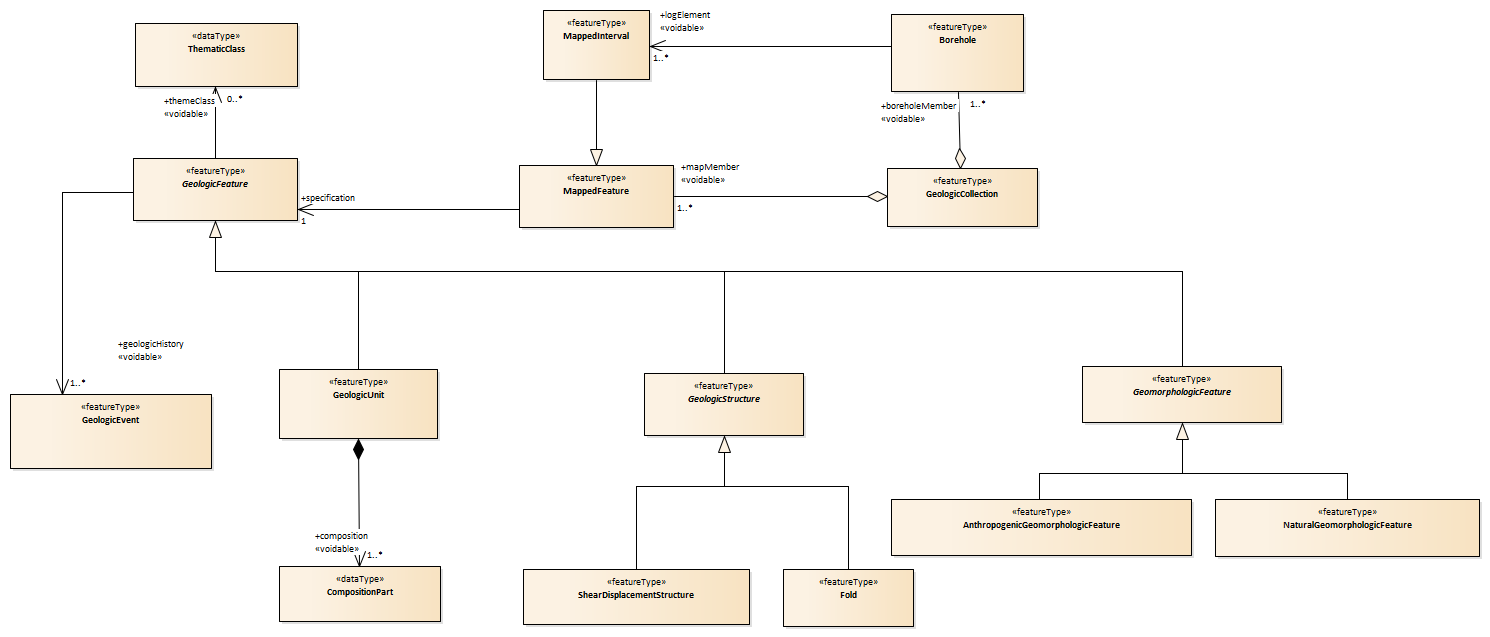 «dataType»
ThematicClass
+themeClass
«voidable»
0..*
«featureType»
MappedInterval
+logElement
«voidable»
1..*
«featureType»
Borehole
+boreholeMember
«voidable»
1..*
«featureType»
GeologicFeature
+specification
1
«featureType»
MappedFeature
+mapMember
«voidable»
1..*
«featureType»
GeologicCollection
+geologicHistory
«voidable»
1..*
«featureType»
GeologicEvent
«featureType»
GeologicUnit
«featureType»
GeologicStructure
«featureType»
GeomorphologicFeature
+composition
«voidable»
1..*
«dataType»
CompositionPart
«featureType»
ShearDisplacementStructure
«featureType»
Fold
«featureType»
AnthropogenicGeomorphologicFeature
«featureType»
NaturalGeomorphologicFeature